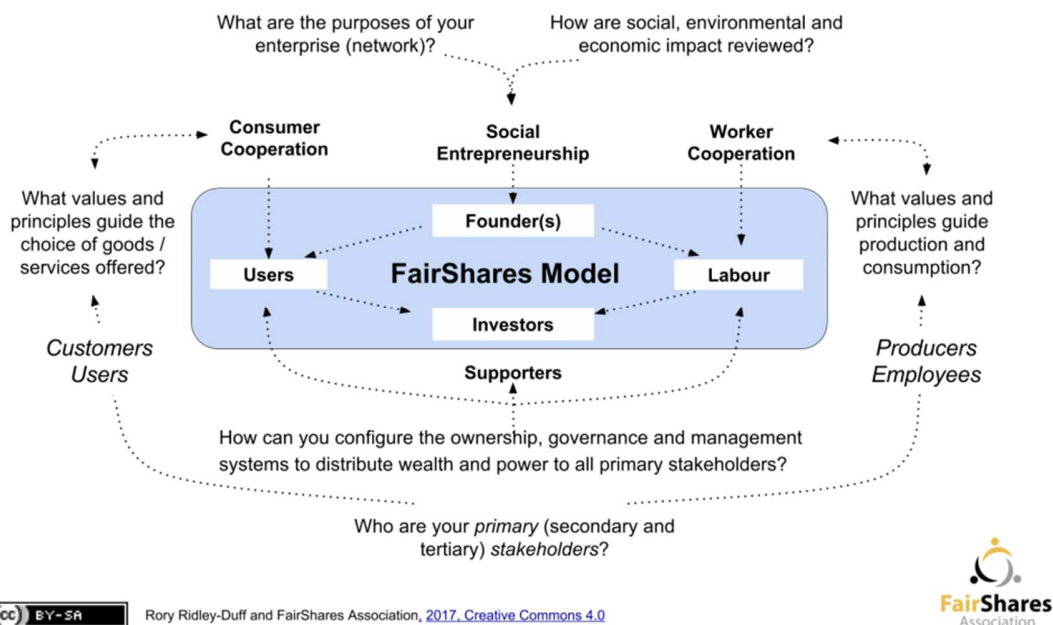 What are the purposes of your
enterprise (network)?
How are social, environmental and
economic impact reviewed?
Consumer
Cooperation
Social
Entrepreneurship
Worker
Cooperation
What values and
principles guide the
choice of goods /
services offered?
What values and
principles guide
production and
consumption?
Founder(s)
Users
FairShares Model
Labour
Investors
Customers
Users
Supporters
Producers
Employees
How can you configure the ownership, governance and management
systems to distribute wealth and power to all primary stakeholders?
Who are your primary (secondary and
tertiary) stakeholders?
FairShares
Association
(cc) BY-SA
Rory Ridley-Duff and FairShares Association, 2017, Creative Commons 4.0